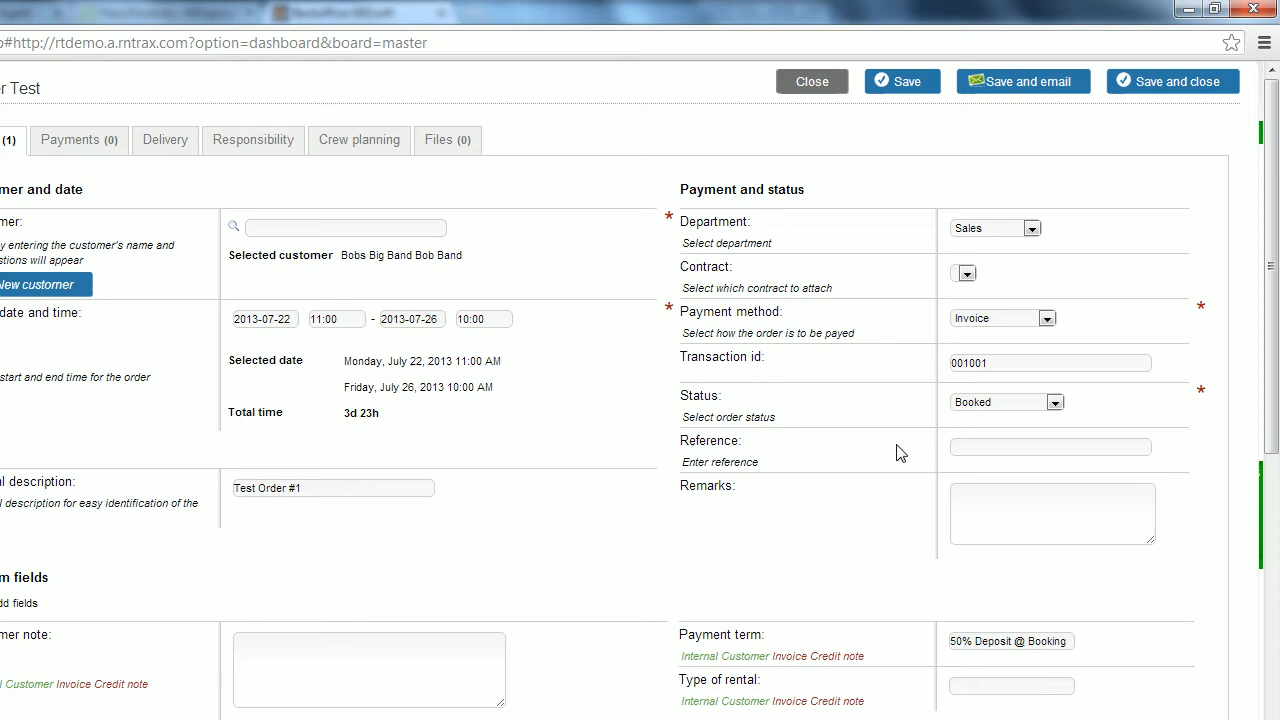 o#http://rtdemo.a.rntrax.com?option=dashboard&board=master
r Test
Close
Save
Save and email
Save and close
(1)
Payments (0)
Delivery
Responsibility
Crew planning
Files (0)
mer and date
mer:
y entering the customer's name and
stions will appear
New customer
Selected customer Bobs Big Band Bob Band
*
date and time:
2013-07-22 11:00 - 2013-07-26 10:00
*
Selected date Monday, July 22, 2013 11:00 AM
start and end time for the order
Friday, July 26, 2013 10:00 AM
Total time 3d 23h
l description:
Test Order #1
l description for easy identification of the
m fields
dd fields
mer note:
l Customer Invoice Credit note
Payment and status
Department:
Select department
Sales
Contract:
Select which contract to attach
Payment method:
Select how the order is to be payed
Invoice
*
Transaction id:
001001
Status:
Select order status
Booked
*
Reference:
Enter reference
Remarks:
Payment term:
Internal Customer Invoice Credit note
50% Deposit @ Booking
Type of rental:
Internal Customer Invoice Credit note